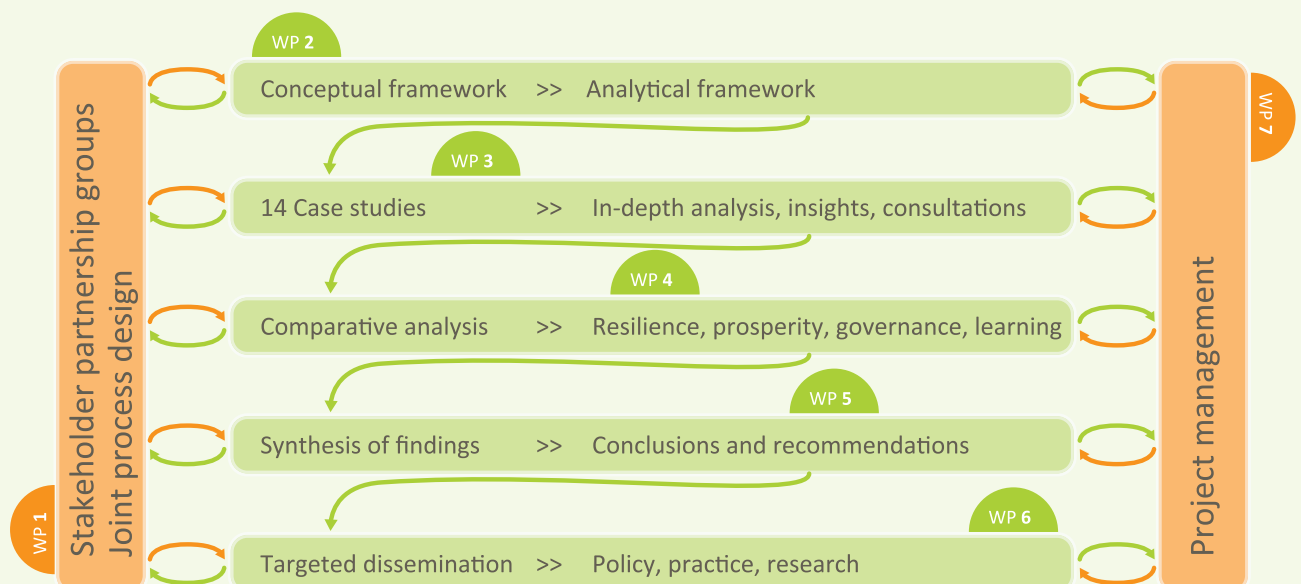 WP 2
Conceptual framework >> Analytical framework
WP 3
14 Case studies >> In-depth analysis, insights, consultations
WP 4
Comparative analysis >> Resilience, prosperity, governance, learning
WP 5
Synthesis of findings >> Conclusions and recommendations
WP 6
Targeted dissemination >> Policy, practice, research
WP 1
Stakeholder partnership groups
Joint process design
Project management
WP 7